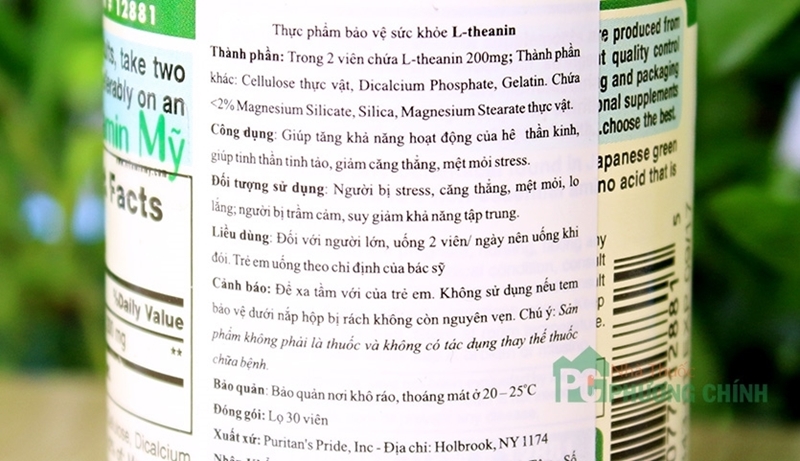 # 12881
take two
on an
min Mỹ
Facts
%Daily Value
mg
**
Dicalcium
Thực phẩm bảo vệ sức khỏe L-theanin
Thành phần: Trong 2 viên chứa L-theanin 200mg; Thành phần
khác: Cellulose thực vật, Dicalcium Phosphate, Gelatin. Chứa
<2% Magnesium Silicate, Silica, Magnesium Stearate thực vật.
Công dụng: Giúp tăng khả năng hoạt động của hê thần kinh,
giúp tinh thần tỉnh táo, giảm căng thẳng, mệt mỏi stress.
Đối tượng sử dụng: Người bị stress, căng thẳng, mệt mỏi, lo
lắng; người bị trầm cảm, suy giảm khả năng tập trung.
Liều dùng: Đối với người lớn, uống 2 viên/ ngày nên uống khi
đói. Trẻ em uống theo chỉ định của bác sỹ
Cảnh báo: Để xa tầm với của trẻ em. Không sử dụng nếu tem
bảo vệ dưới nắp hộp bị rách không còn nguyên vẹn. Chú ý: Sản
phẩm không phải là thuốc và không có tác dụng thay thế thuốc
chữa bệnh.
Bảo quản: Bảo quản nơi khô ráo, thoáng mát ở 20–25°C
Đóng gói: Lọ 30 viên
Xuất xứ: Puritan's Pride, Inc - Địa chỉ: Holbrook, NY 1174
produced from
quality control
and packaging
supplements
choose the best.
apanese green
no acid that is
PC
NHÀ THUỐC
PHƯƠNG CHÍNH